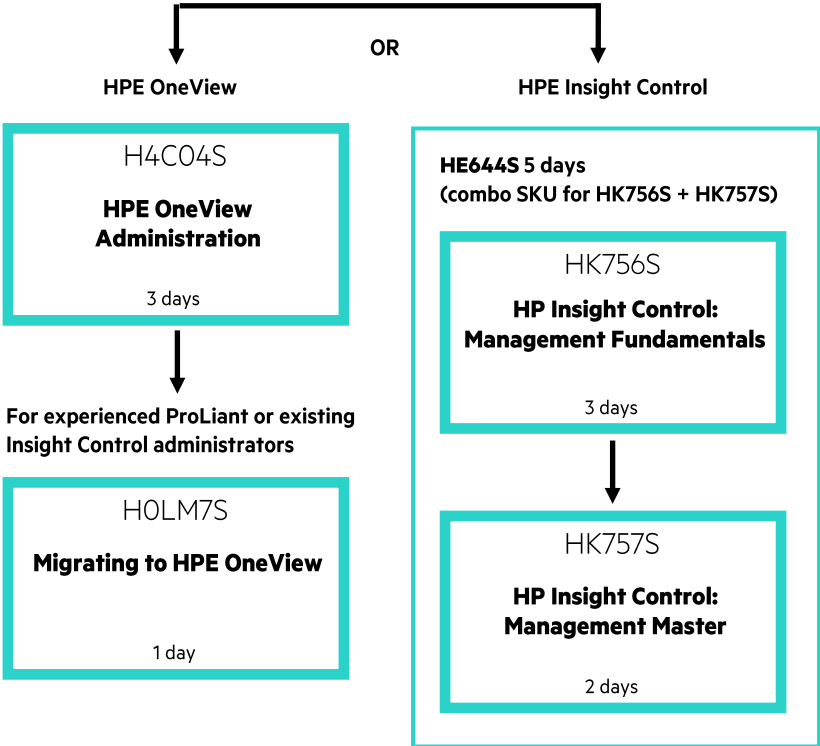 OR
HPE OneView
H4C04S
HPE OneView
Administration
3 days
For experienced ProLiant or existing
Insight Control administrators
H0LM7S
Migrating to HPE OneView
1 day
HPE Insight Control
HE644S 5 days
(combo SKU for HK756S + HK757S)
HK756S
HP Insight Control:
Management Fundamentals
3 days
HK757S
HP Insight Control:
Management Master
2 days